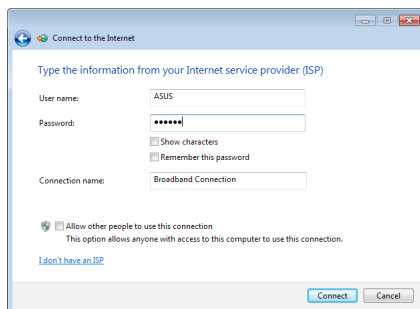 Connect to the Internet
Type the information from your Internet service provider (ISP)
User name: ASUS
Password: ••••••
Show characters
Remember this password
Connection name: Broadband Connection
Allow other people to use this connection
This option allows anyone with access to this computer to use this connection.
I don't have an ISP
Connect Cancel